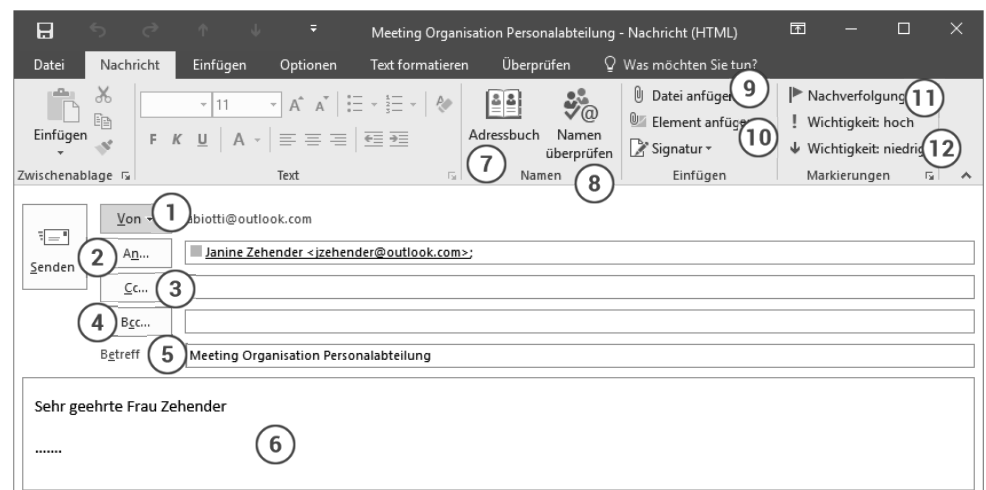 Meeting Organisation Personalabteilung - Nachricht (HTML)
Datei Nachricht Einfügen Optionen Text formatieren Überprüfen Was möchten Sie tun?
Einfügen
11 A A
F K U A
Adressbuch Namen überprüfen
Datei anfügen 9
Element anfügen 10
Signatur
Nachverfolgung 11
! Wichtigkeit: hoch
Wichtigkeit: niedrig 12
7
8
Zwischenablage Text Namen Einfügen Markierungen
Senden
Von 1 abiotti@outlook.com
2 An... Janine Zehender <jzehender@outlook.com>;
Cc... 3
4 Bcc...
Betreff 5 Meeting Organisation Personalabteilung
Sehr geehrte Frau Zehender
.......
6